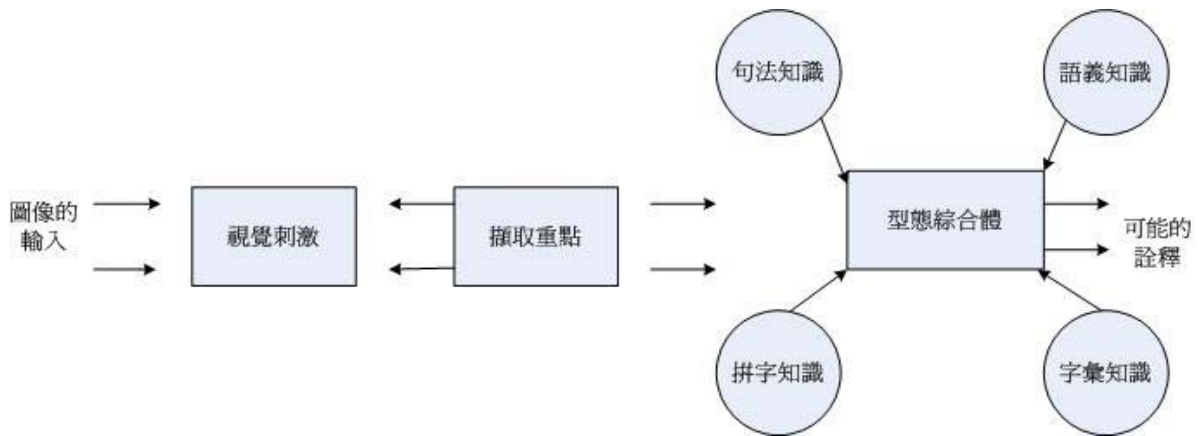 句法知識
語義知識
圖像的
輸入
視覺刺激
擷取重點
型態綜合體
可能的
詮釋
拼字知識
字彙知識